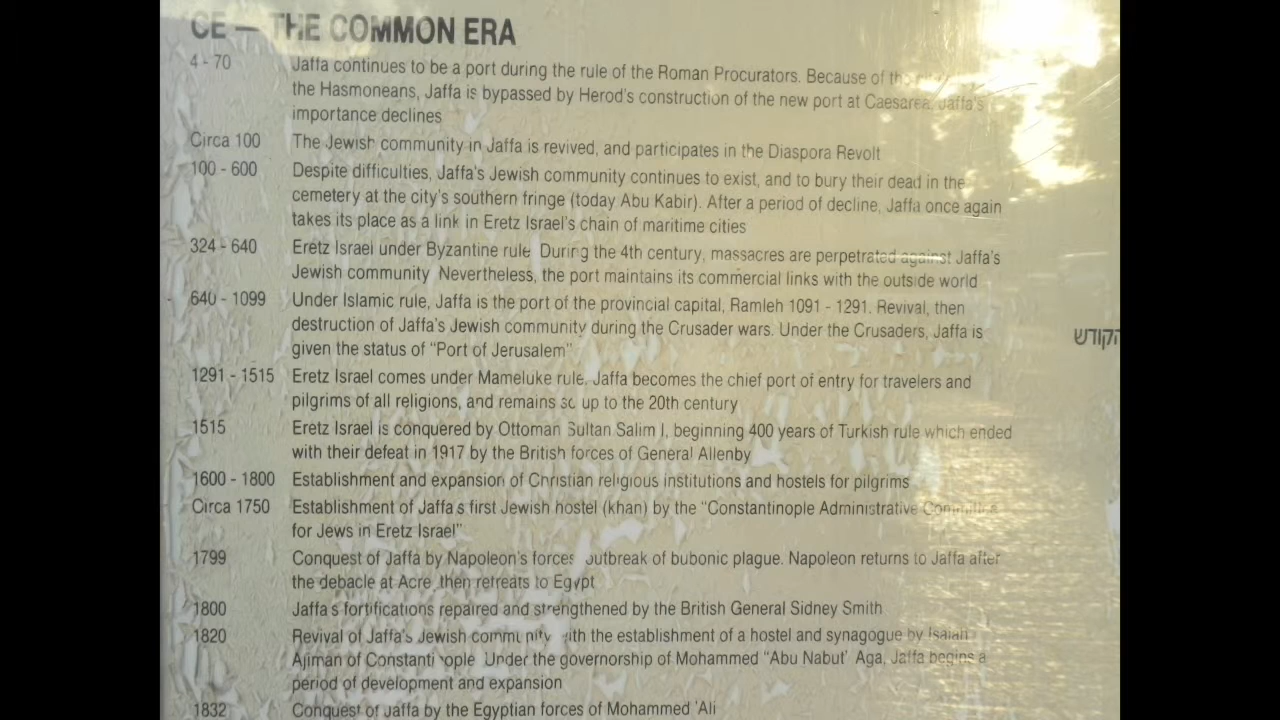 CE — THE COMMON ERA
4 - 70 Jaffa continues to be a port during the rule of the Roman Procurators. Because of
the Hasmoneans, Jaffa is bypassed by Herod's construction of the new port at Caesarea. Jaffa's
importance declines
Circa 100 The Jewish community in Jaffa is revived, and participates in the Diaspora Revolt
100 - 600 Despite difficulties, Jaffa's Jewish community continues to exist, and to bury their dead in the
cemetery at the city's southern fringe (today Abu Kabir). After a period of decline, Jaffa once again
takes its place as a link in Eretz Israel's chain of maritime cities
324 - 640 Eretz Israel under Byzantine rule During the 4th century, massacres are perpetrated against Jaffa's
Jewish community Nevertheless, the port maintains its commercial links with the outside world
640 - 1099 Under Islamic rule, Jaffa is the port of the provincial capital, Ramleh 1091 - 1291. Revival, then
destruction of Jaffa's Jewish community during the Crusader wars. Under the Crusaders, Jaffa is
given the status of "Port of Jerusalem"
הקודש
1291 - 1515 Eretz Israel comes under Mameluke rule. Jaffa becomes the chief port of entry for travelers and
pilgrims of all religions, and remains so up to the 20th century
1515 Eretz Israel is conquered by Ottoman Sultan Salim I, beginning 400 years of Turkish rule which ended
with their defeat in 1917 by the British forces of General Allenby
1600 - 1800 Establishment and expansion of Christian religious institutions and hostels for pilgrims
Circa 1750 Establishment of Jaffa's first Jewish hostel (khan) by the "Constantinople Administrative Committee
for Jews in Eretz Israel"
1799 Conquest of Jaffa by Napoleon's forces outbreak of bubonic plague. Napoleon returns to Jaffa after
the debacle at Acre, then retreats to Egypt
1800 Jaffa's fortifications repaired and strengthened by the British General Sidney Smith
1820 Revival of Jaffa's Jewish community with the establishment of a hostel and synagogue by Isaiah
Ajiman of Constantinople Under the governorship of Mohammed "Abu Nabut' Aga, Jaffa begins a
period of development and expansion
1832 Conquest of Jaffa by the Egyptian forces of Mohammed 'Ali